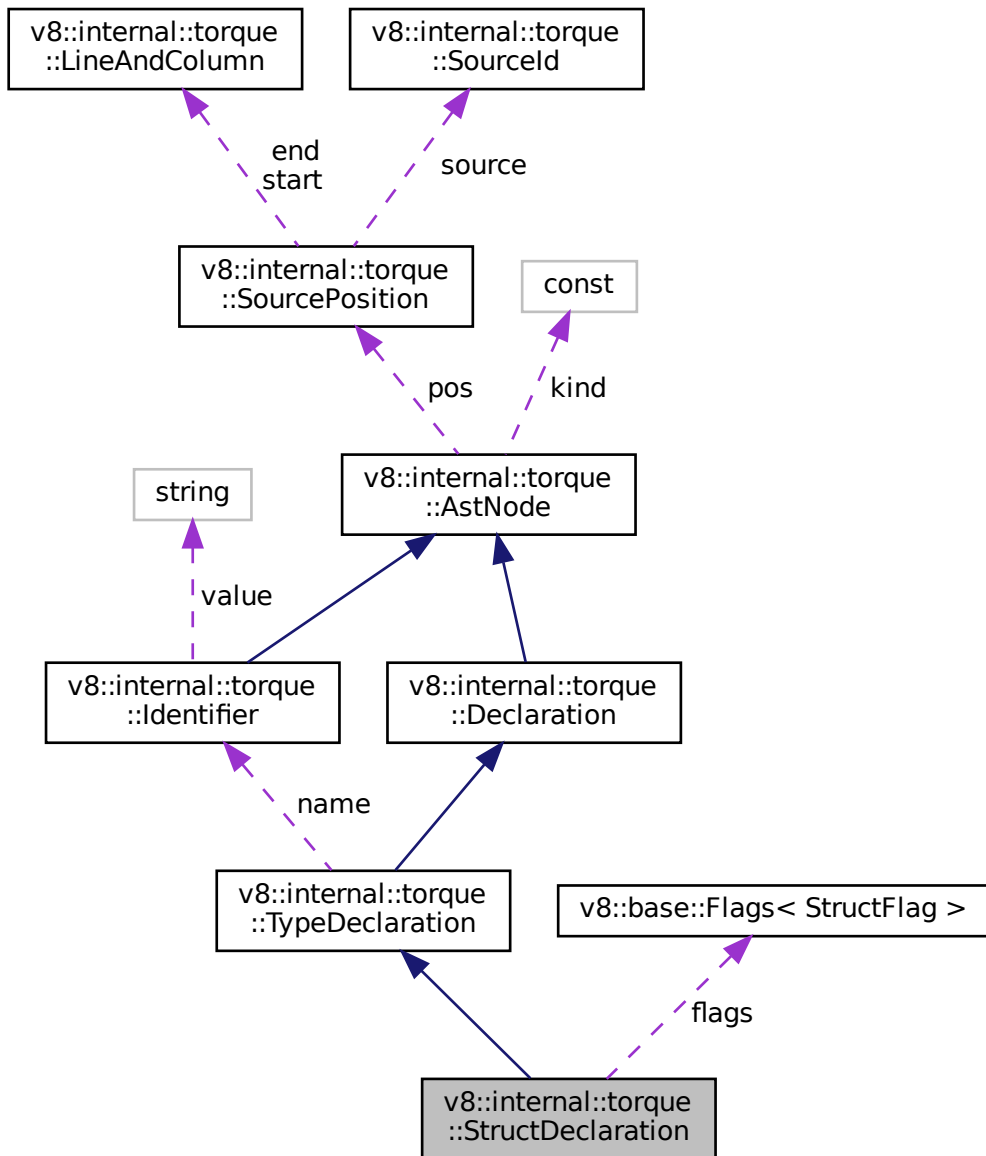 v8::internal::torque
::LineAndColumn
v8::internal::torque
::SourceId
end
start
source
v8::internal::torque
::SourcePosition
const
pos
kind
v8::internal::torque
::AstNode
string
value
v8::internal::torque
::Identifier
v8::internal::torque
::Declaration
name
v8::internal::torque
::TypeDeclaration
v8::base::Flags< StructFlag >
flags
v8::internal::torque
::StructDeclaration